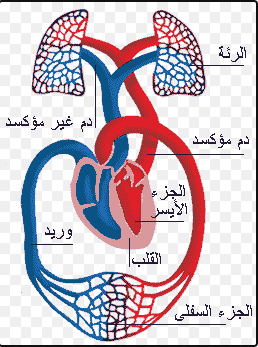 الرئة
دم غير مؤكسد
دم مؤكسد
الجزء
الأيسر
وريد
القلب
الجزء السفلى